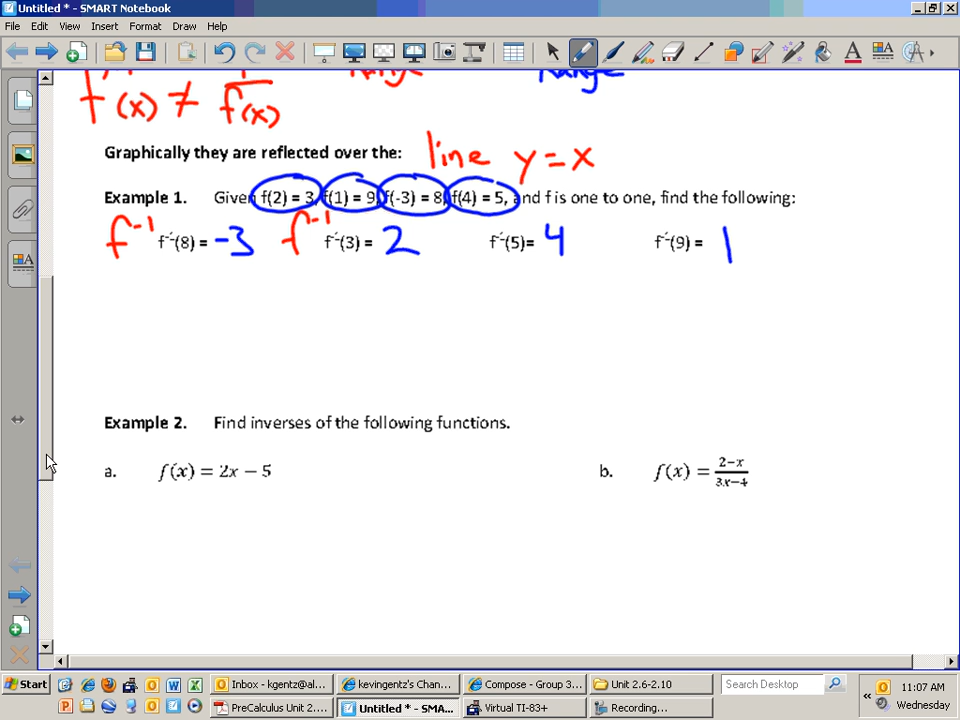 Untitled * - SMART Notebook
File Edit View Insert Format Draw Help
Range Range
f (x) ≠ f(x)
Graphically they are reflected over the: line y = x
Example 1. Given f(2) = 3, f(1) = 9, f(-3) = 8, f(4) = 5, and f is one to one, find the following:
f⁻¹ f⁻¹(8) = -3 f⁻¹ f⁻¹(3) = 2 f⁻¹(5)= 4 f⁻¹(9) = 1
Example 2. Find inverses of the following functions.
a. f(x) = 2x − 5 b. f(x) = (2−x)/(3x−4)
Start Inbox - kgentz@al... kevingentz's Chan... Compose - Group 3... Unit 2.6-2.10 Search Desktop 11:07 AM
PreCalculus Unit 2.... Untitled * - SMA... Virtual TI-83+ Recording... Wednesday